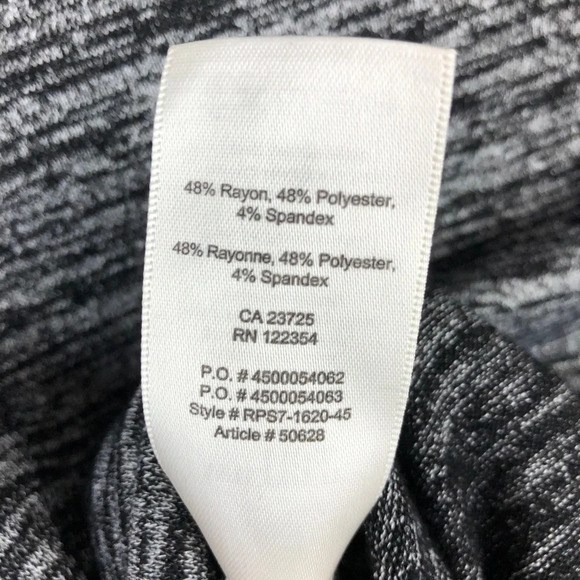 48% Rayon, 48% Polyester,
4% Spandex
48% Rayonne, 48% Polyester,
4% Spandex
CA 23725
RN 122354
P.O. # 4500054062
P.O. # 4500054063
Style # RPS7-1620-45
Article # 50628